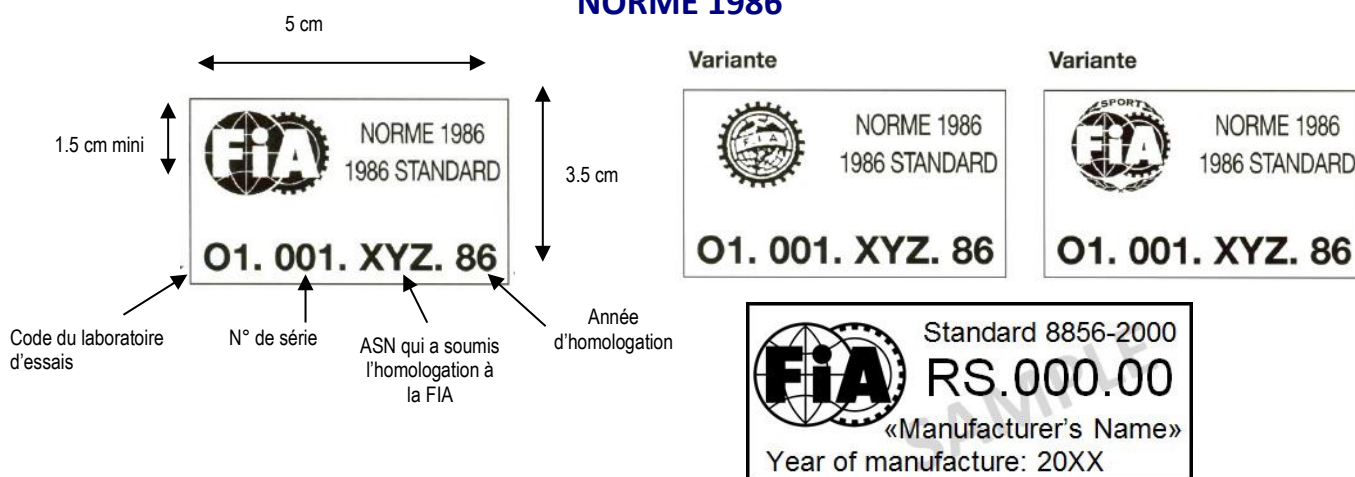 NORME 1986
5 cm
1.5 cm mini
FiA
NORME 1986
1986 STANDARD
O1. 001. XYZ. 86
3.5 cm
Code du laboratoire
d'essais
N° de série
ASN qui a soumis
l'homologation à
la FIA
Année
d'homologation
Variante
FIA
NORME 1986
1986 STANDARD
O1. 001. XYZ. 86
Variante
SPORT
FiA
NORME 1986
1986 STANDARD
O1. 001. XYZ. 86
FiA
Standard 8856-2000
RS.000.00
«Manufacturer's Name»
Year of manufacture: 20XX
SAMPLE